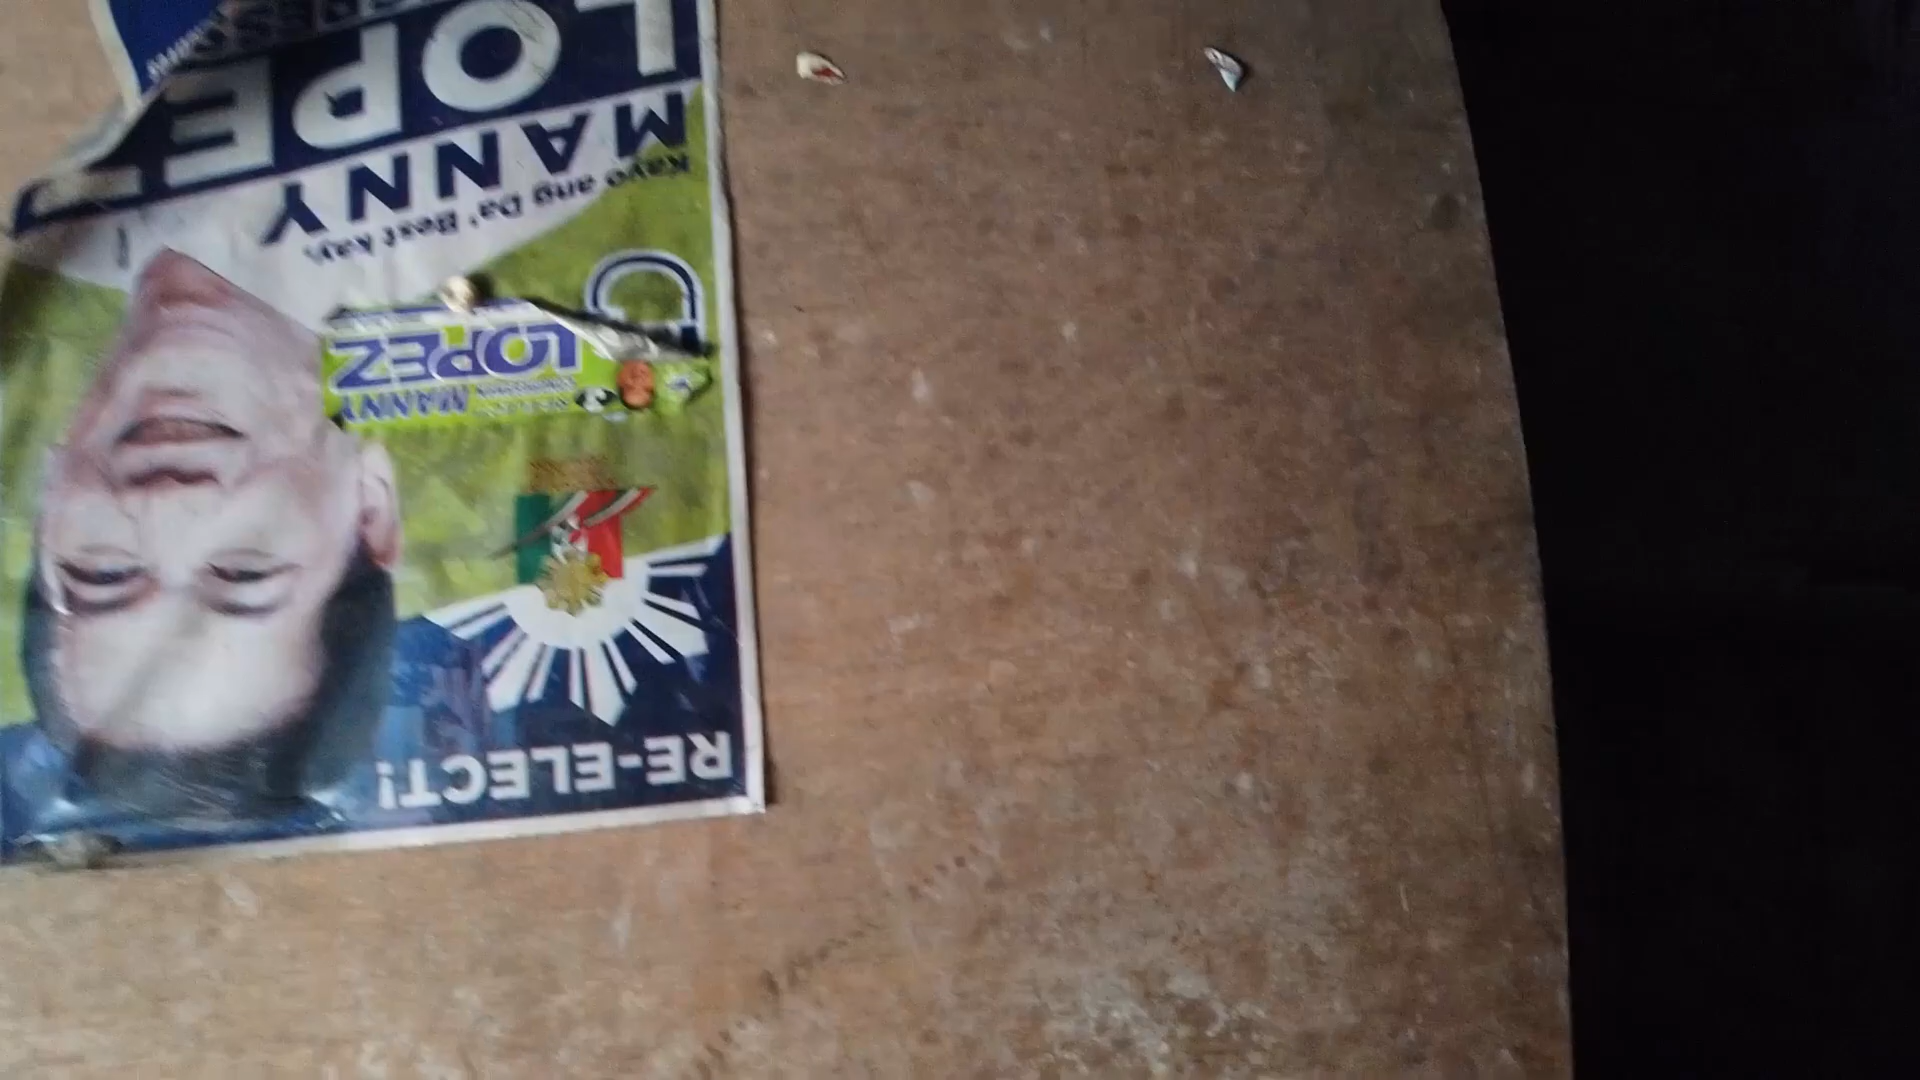 RE-ELECT!
MANNY
LOPEZ
Kayo ang Da' Best kay
MANNY
LOPEZ